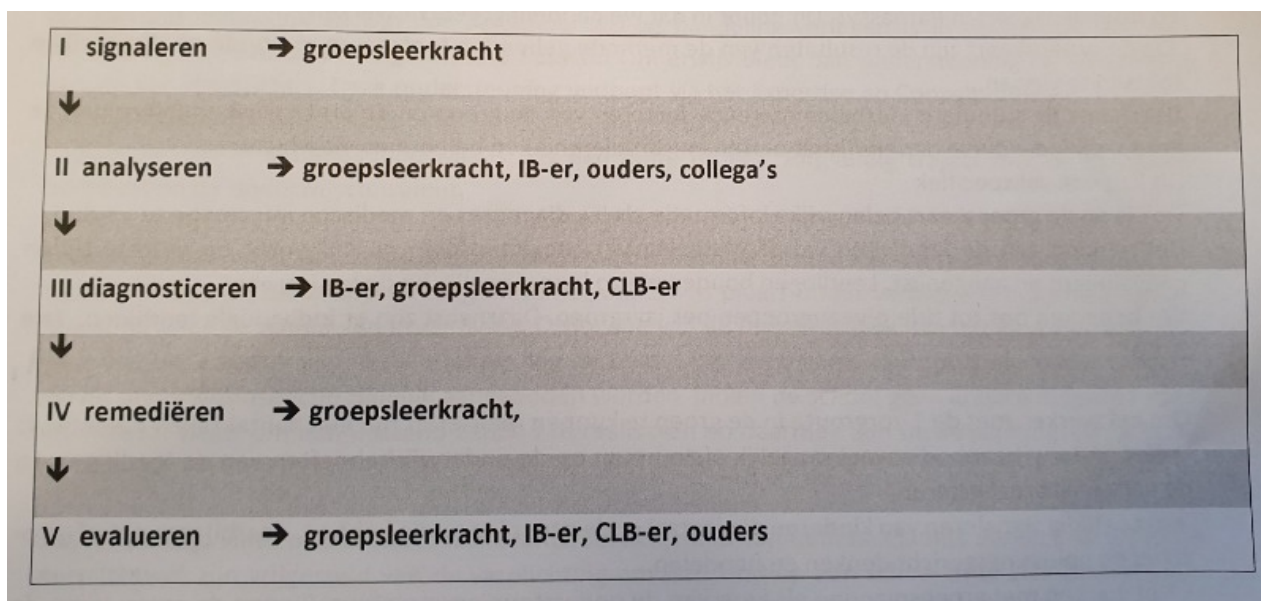 I signaleren → groepsleerkracht
↓
II analyseren → groepsleerkracht, IB-er, ouders, collega's
↓
III diagnosticeren → IB-er, groepsleerkracht, CLB-er
↓
IV remediëren → groepsleerkracht,
↓
V evalueren → groepsleerkracht, IB-er, CLB-er, ouders